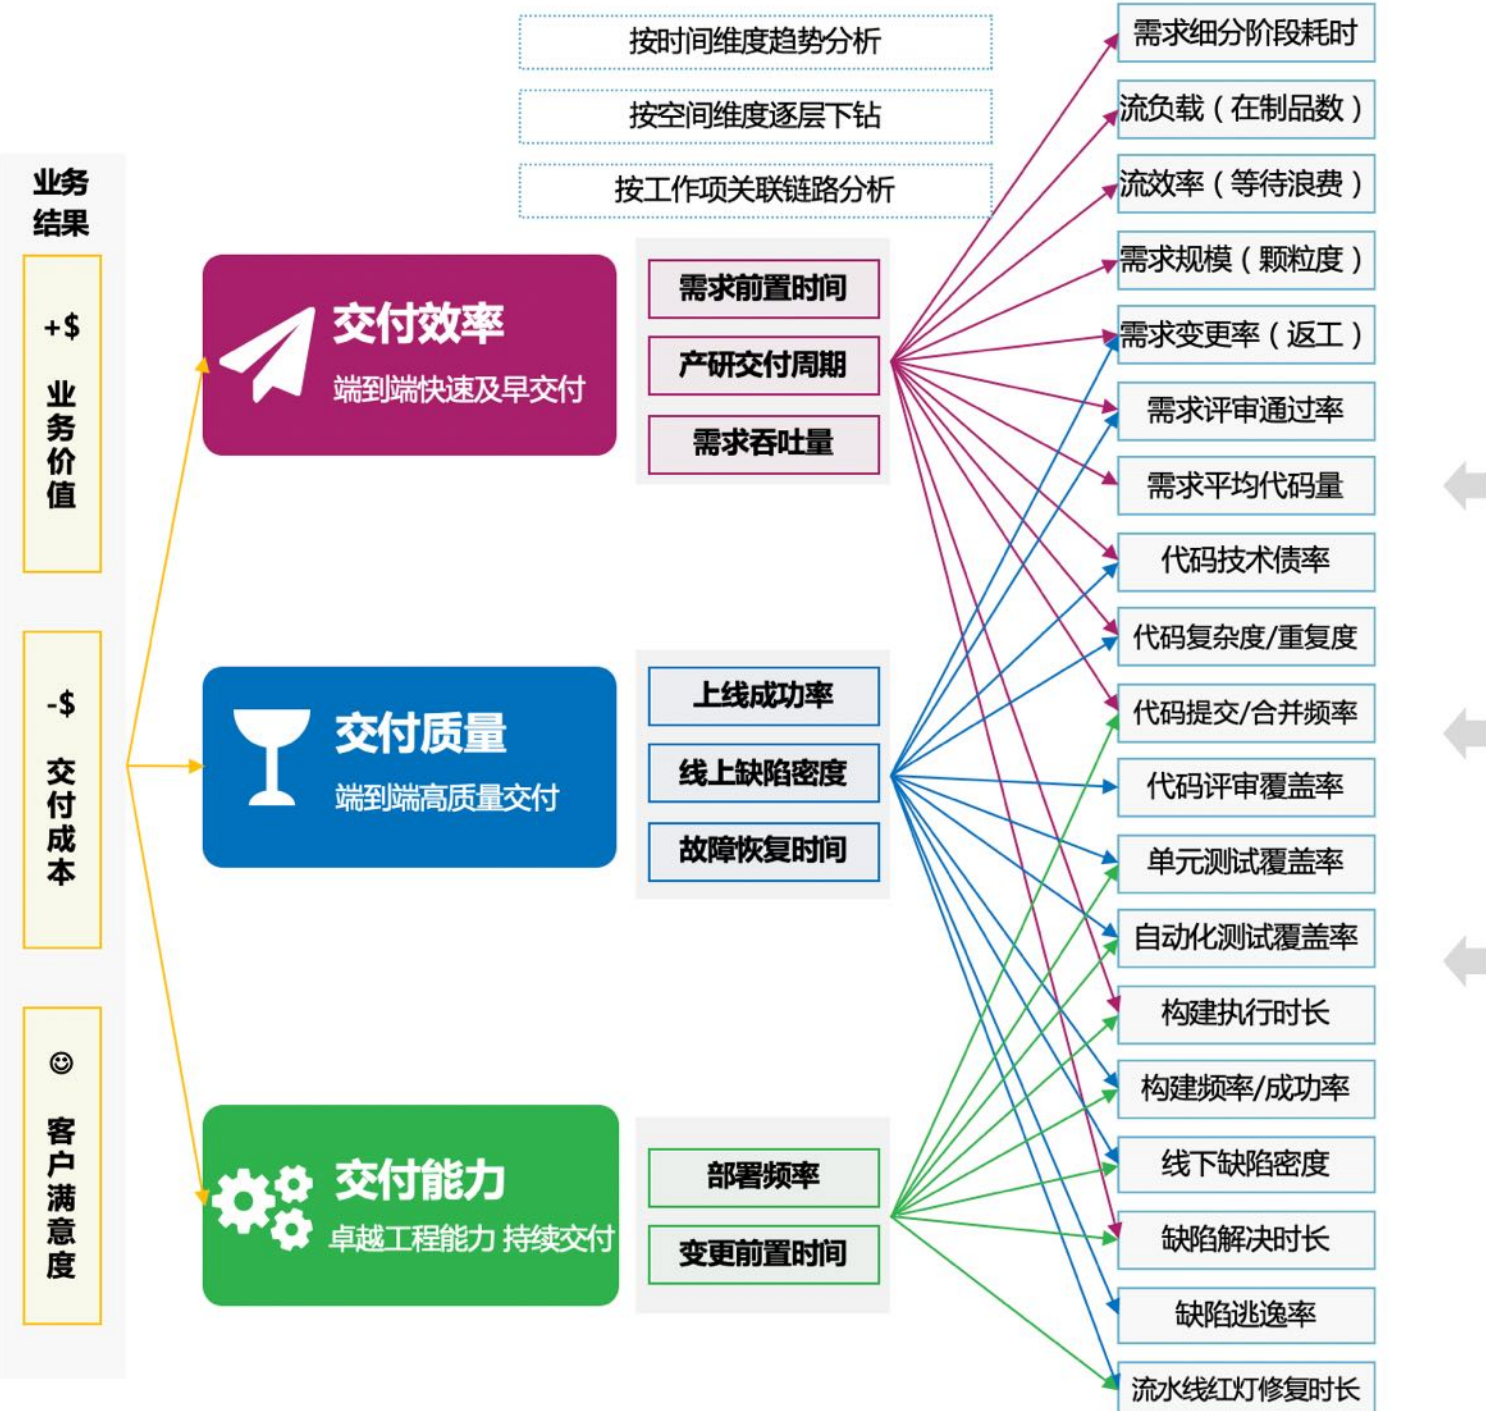 按时间维度趋势分析
按空间维度逐层下钻
按工作项关联链路分析
业务
结果
+$
业务价值
-$
交付成本
☺
客户满意度
交付效率
端到端快速及早交付
需求前置时间
产研交付周期
需求吞吐量
交付质量
端到端高质量交付
上线成功率
线上缺陷密度
故障恢复时间
交付能力
卓越工程能力 持续交付
部署频率
变更前置时间
需求细分阶段耗时
流负载（在制品数）
流效率（等待浪费）
需求规模（颗粒度）
需求变更率（返工）
需求评审通过率
需求平均代码量
代码技术债率
代码复杂度/重复度
代码提交/合并频率
代码评审覆盖率
单元测试覆盖率
自动化测试覆盖率
构建执行时长
构建频率/成功率
线下缺陷密度
缺陷解决时长
缺陷逃逸率
流水线红灯修复时长